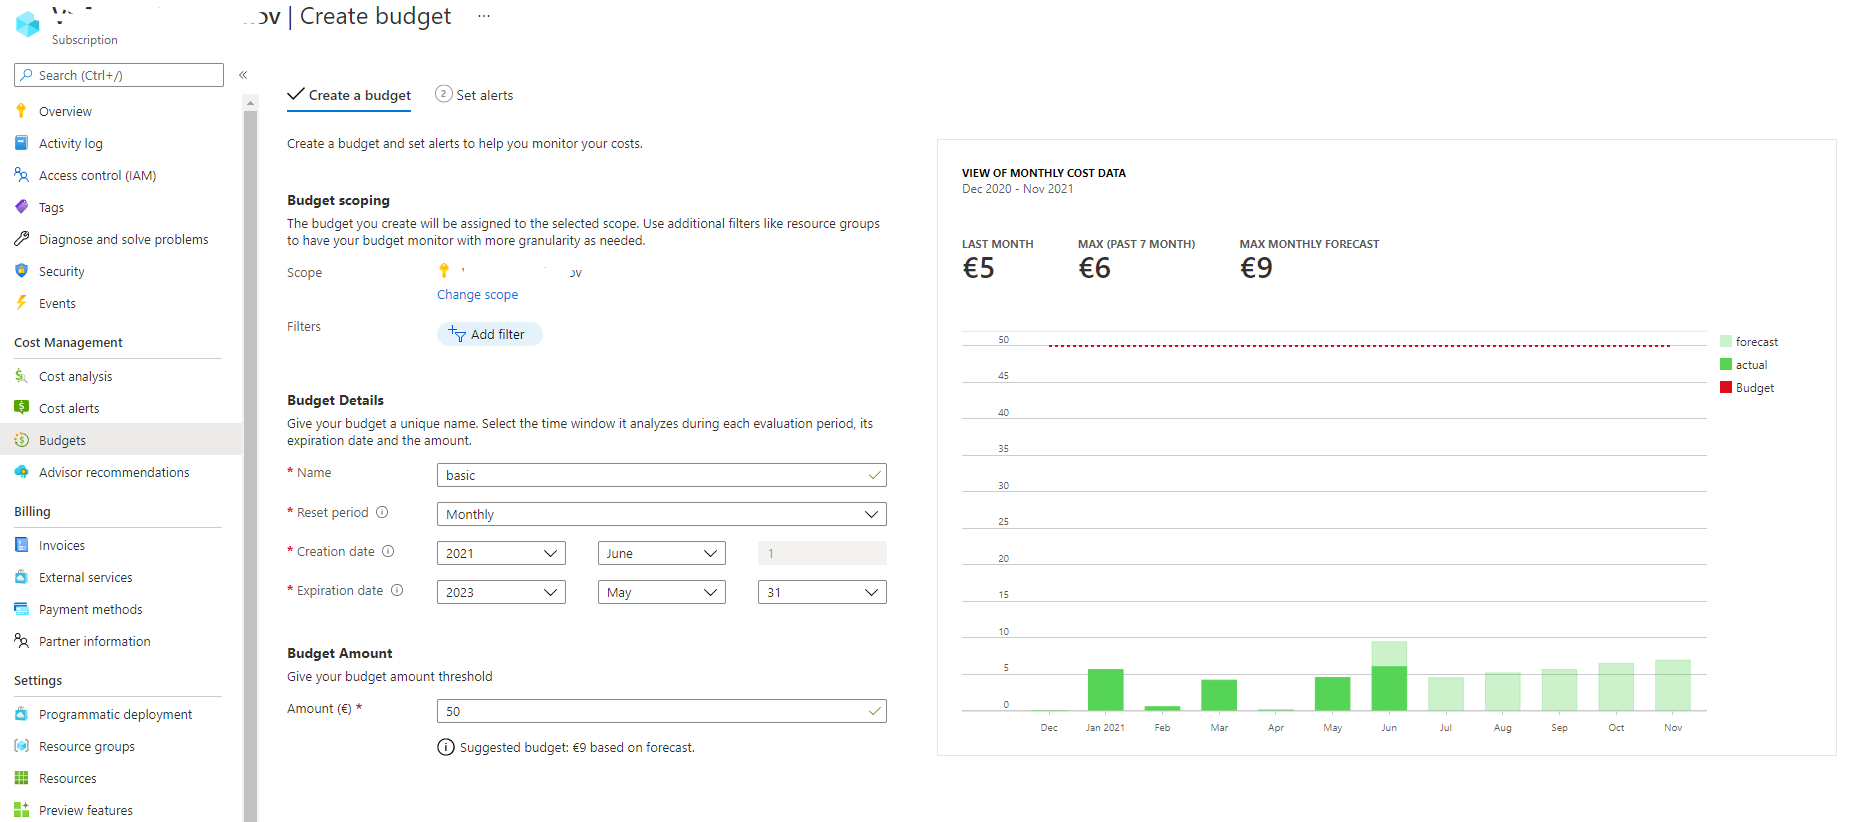 ov | Create budget ...
Subscription
Search (Ctrl+/)
«
Overview
Activity log
Access control (IAM)
Tags
Diagnose and solve problems
Security
Events
Cost Management
Cost analysis
Cost alerts
Budgets
Advisor recommendations
Billing
Invoices
External services
Payment methods
Partner information
Settings
Programmatic deployment
Resource groups
Resources
Preview features
Create a budget
2 Set alerts
Create a budget and set alerts to help you monitor your costs.
Budget scoping
The budget you create will be assigned to the selected scope. Use additional filters like resource groups
to have your budget monitor with more granularity as needed.
Scope
ov
Change scope
Filters
Add filter
Budget Details
Give your budget a unique name. Select the time window it analyzes during each evaluation period, its
expiration date and the amount.
* Name
basic
* Reset period
Monthly
* Creation date
2021
June
1
* Expiration date
2023
May
31
Budget Amount
Give your budget amount threshold
Amount (€) *
50
Suggested budget: €9 based on forecast.
VIEW OF MONTHLY COST DATA
Dec 2020 - Nov 2021
LAST MONTH
€5
MAX (PAST 7 MONTH)
€6
MAX MONTHLY FORECAST
€9
50
45
40
35
30
25
20
15
10
5
0
Dec
Jan 2021
Feb
Mar
Apr
May
Jun
Jul
Aug
Sep
Oct
Nov
forecast
actual
Budget